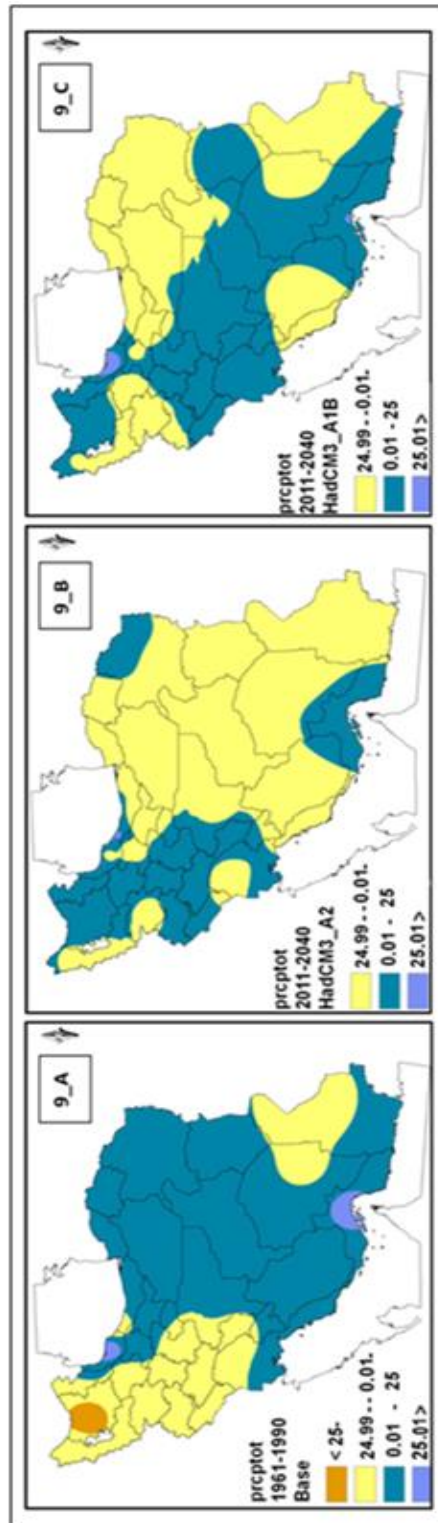 9_A
prcptot
1961-1990
Base
< 25-
24.99 - - 0.01-
0.01 - 25
25.01>
9_B
prcptot
2011-2040
HadCM3_A2
24.99 - - 0.01-
0.01 - 25
25.01>
9_C
prcptot
2011-2040
HadCM3_A1B
24.99 - - 0.01-
0.01 - 25
25.01>